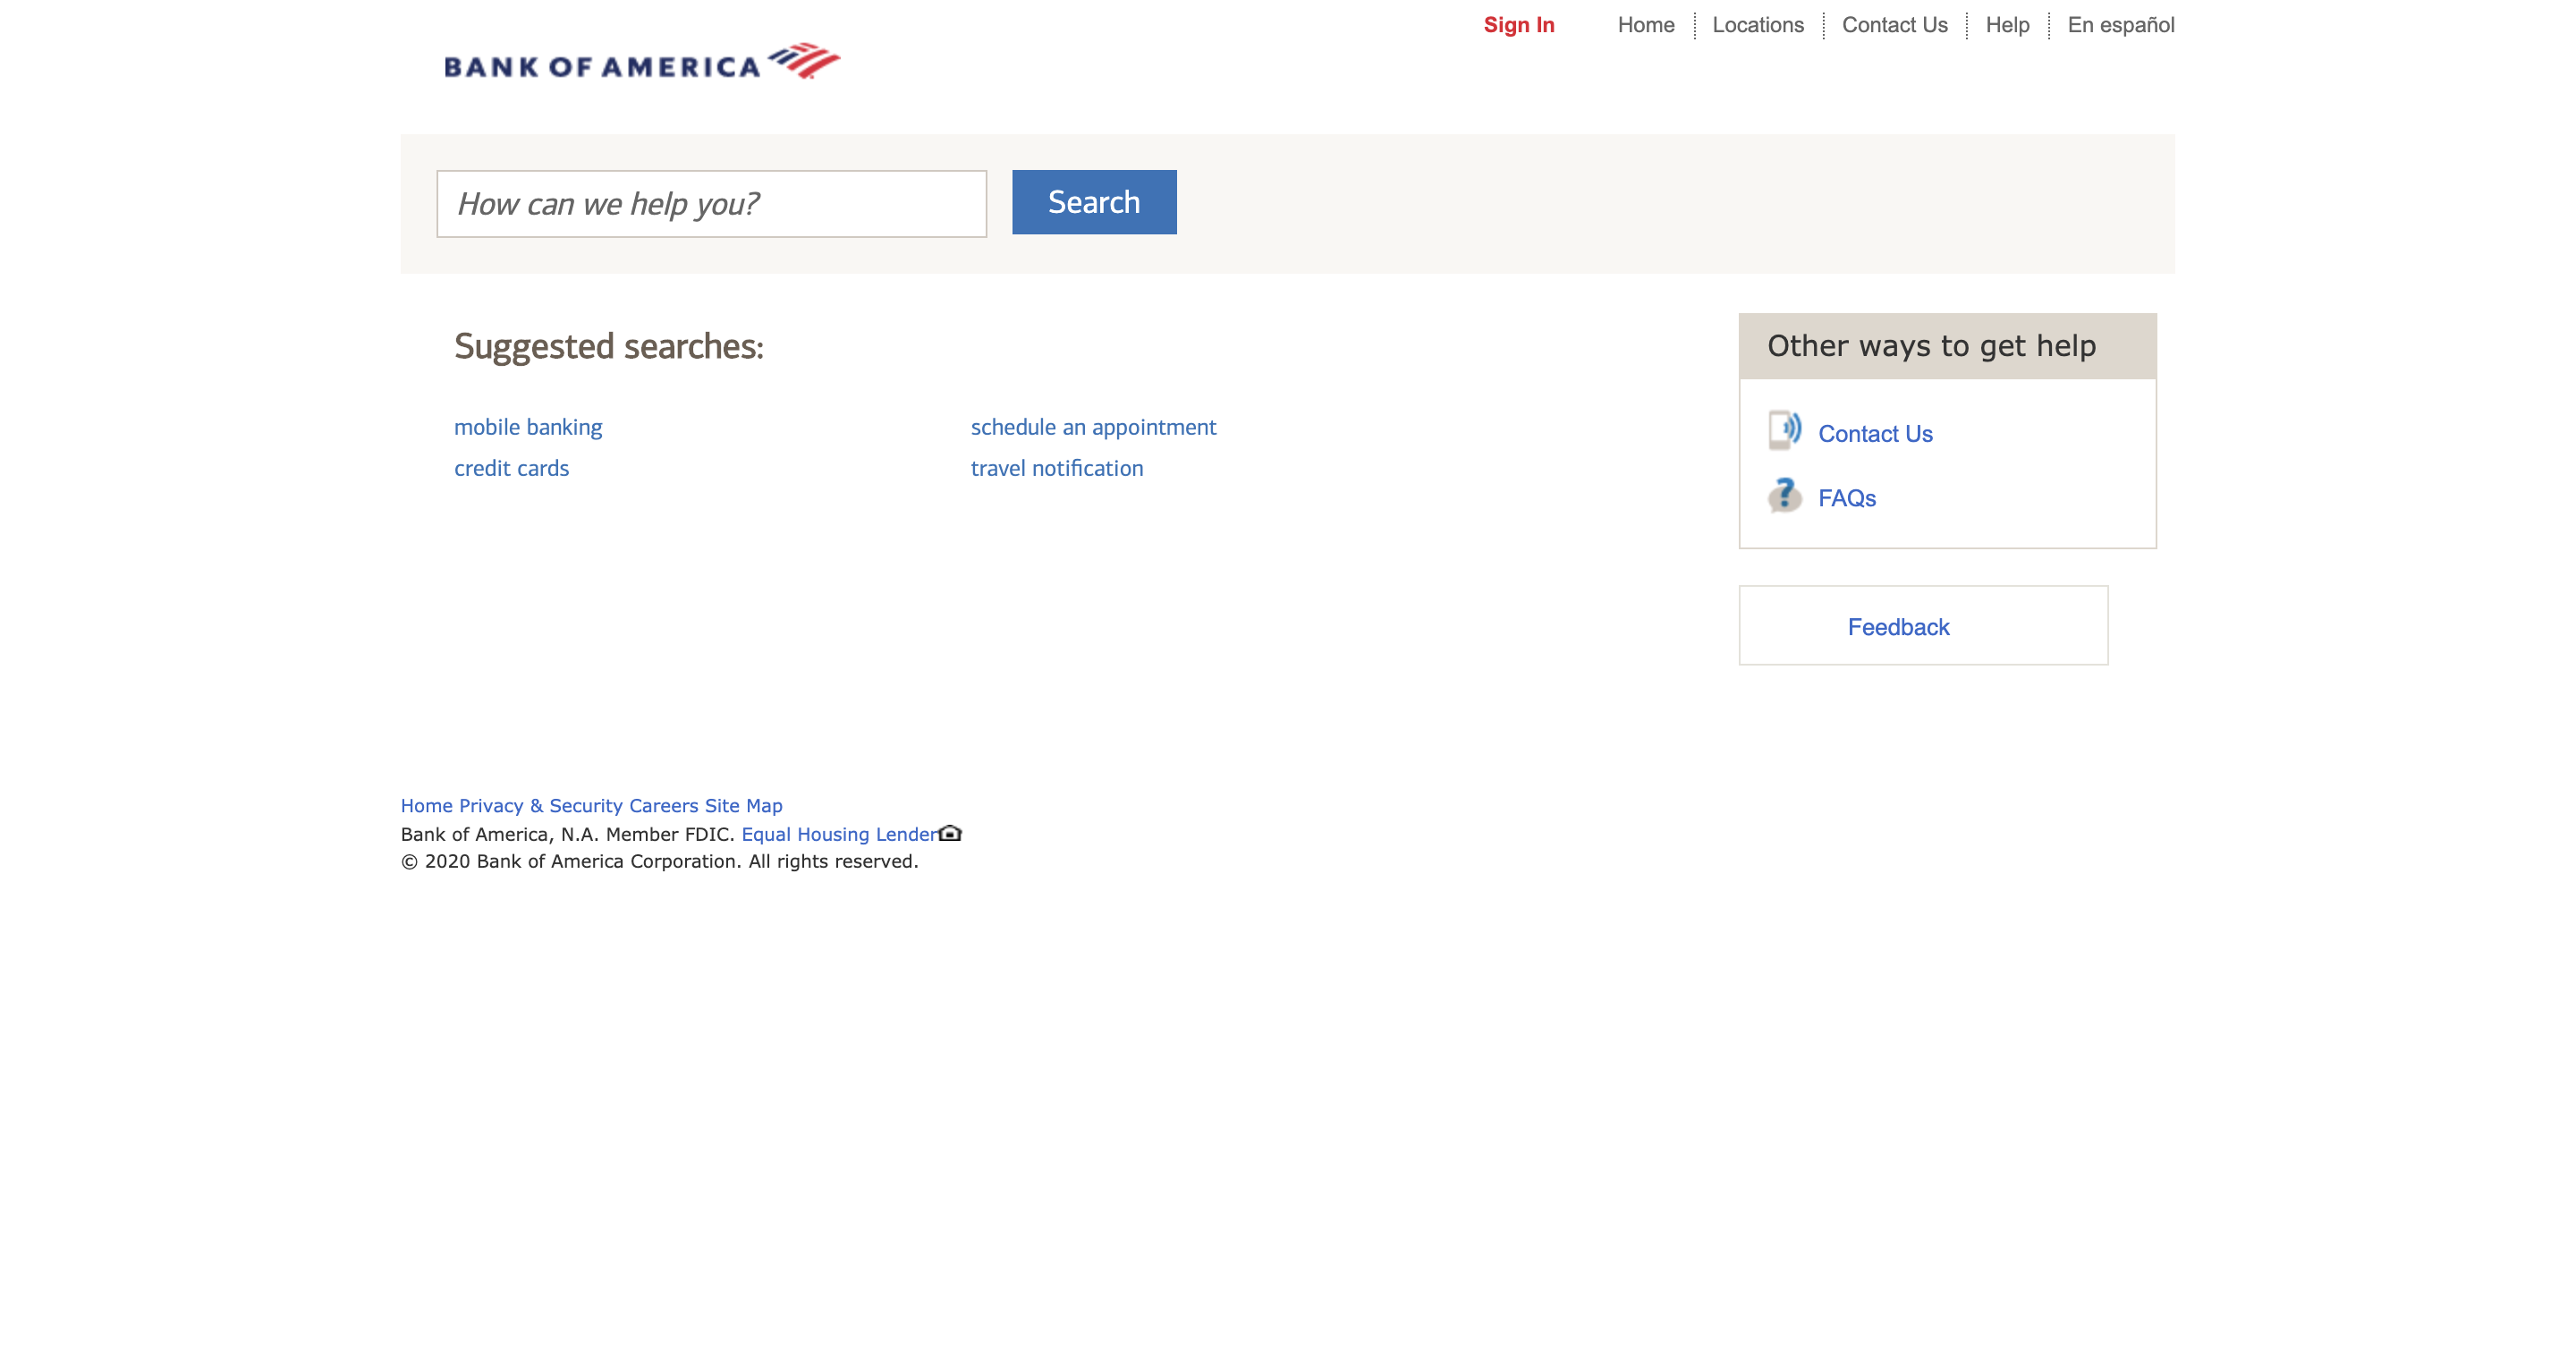 Sign In Home Locations Contact Us Help En español
BANK OF AMERICA
How can we help you? Search
Suggested searches:
mobile banking schedule an appointment
credit cards travel notification
Other ways to get help
Contact Us
FAQs
Feedback
Home Privacy & Security Careers Site Map
Bank of America, N.A. Member FDIC. Equal Housing Lender
© 2020 Bank of America Corporation. All rights reserved.